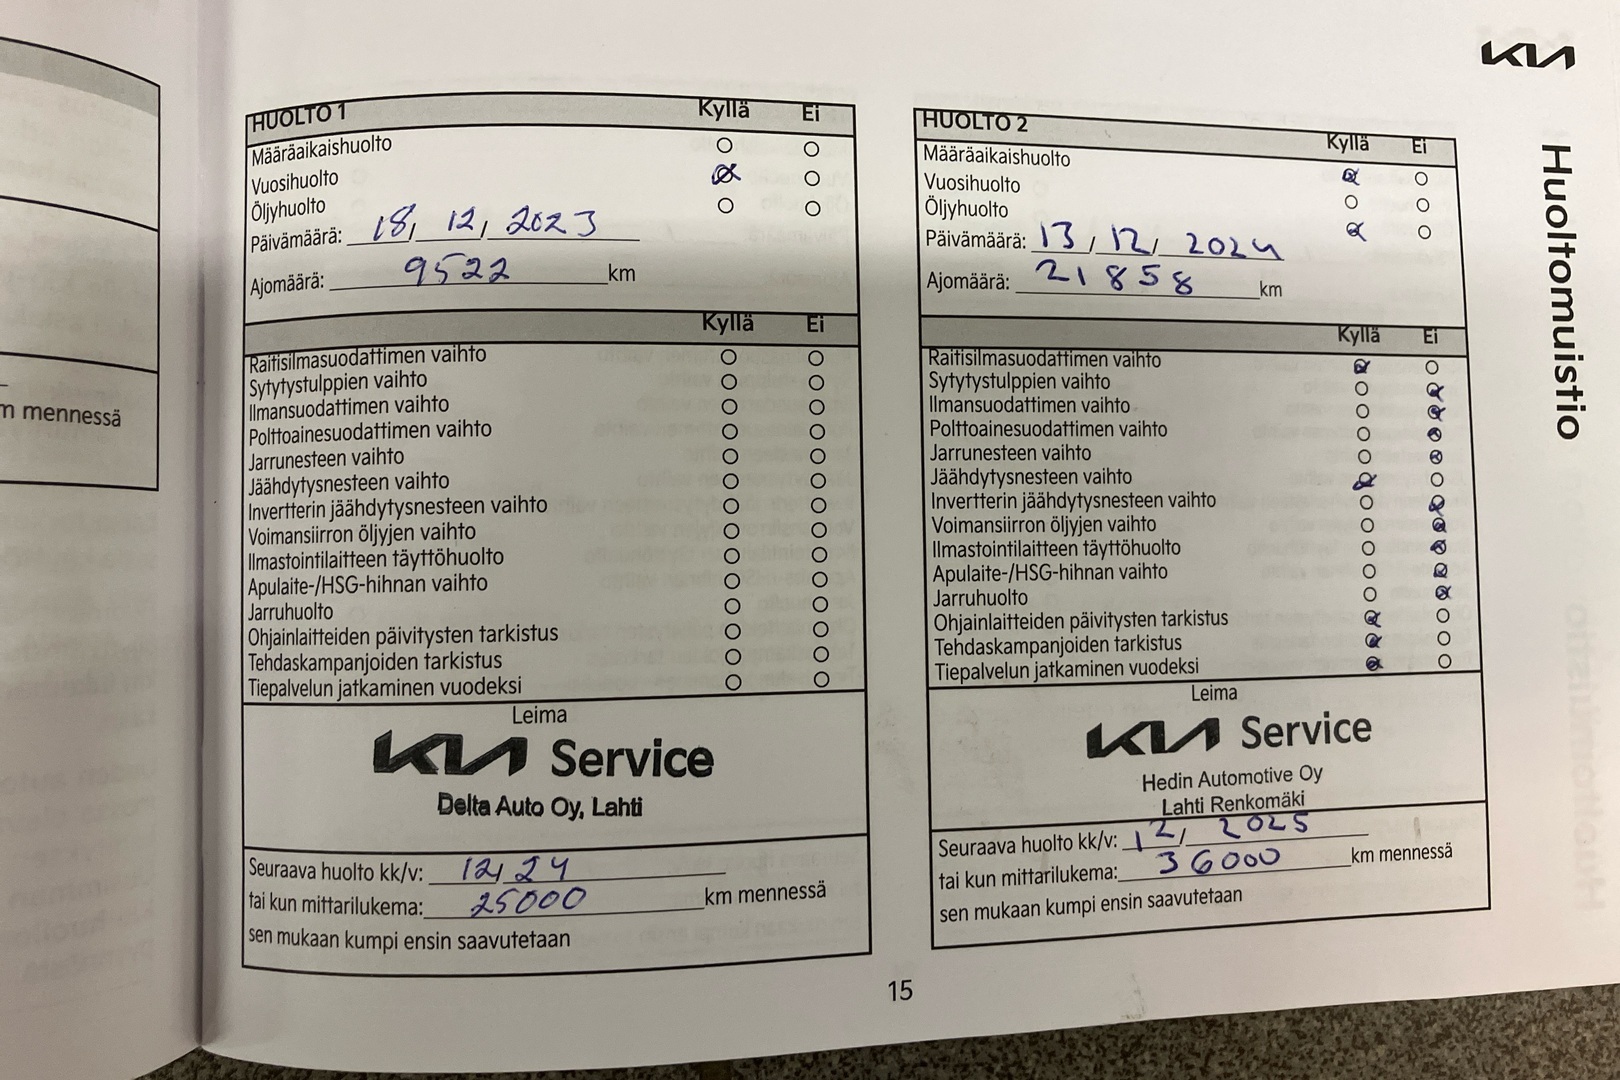 m mennessä
KIA
Huoltomuistio
HUOLTO 1 Kyllä Ei
Määräaikaishuolto
Vuosihuolto
Öljyhuolto
Päivämäärä: 18, 12, 2023
Ajomäärä: 9522 km
Kyllä Ei
Raitisilmasuodattimen vaihto
Sytytystulppien vaihto
Ilmansuodattimen vaihto
Polttoainesuodattimen vaihto
Jarrunesteen vaihto
Jäähdytysnesteen vaihto
Invertterin jäähdytysnesteen vaihto
Voimansiirron öljyjen vaihto
Ilmastointilaitteen täyttöhuolto
Apulaite-/HSG-hihnan vaihto
Jarruhuolto
Ohjainlaitteiden päivitysten tarkistus
Tehdaskampanjoiden tarkistus
Tiepalvelun jatkaminen vuodeksi
Leima
KIA Service
Delta Auto Oy, Lahti
Seuraava huolto kk/v: 12/24
tai kun mittarilukema: 25000 km mennessä
sen mukaan kumpi ensin saavutetaan
HUOLTO 2 Kyllä Ei
Määräaikaishuolto
Vuosihuolto
Öljyhuolto
Päivämäärä: 13, 12, 2024
Ajomäärä: 21858 km
Kyllä Ei
Raitisilmasuodattimen vaihto
Sytytystulppien vaihto
Ilmansuodattimen vaihto
Polttoainesuodattimen vaihto
Jarrunesteen vaihto
Jäähdytysnesteen vaihto
Invertterin jäähdytysnesteen vaihto
Voimansiirron öljyjen vaihto
Ilmastointilaitteen täyttöhuolto
Apulaite-/HSG-hihnan vaihto
Jarruhuolto
Ohjainlaitteiden päivitysten tarkistus
Tehdaskampanjoiden tarkistus
Tiepalvelun jatkaminen vuodeksi
Leima
KIA Service
Hedin Automotive Oy
Lahti Renkomäki
Seuraava huolto kk/v: 12/ 2025
tai kun mittarilukema: 36000 km mennessä
sen mukaan kumpi ensin saavutetaan
15